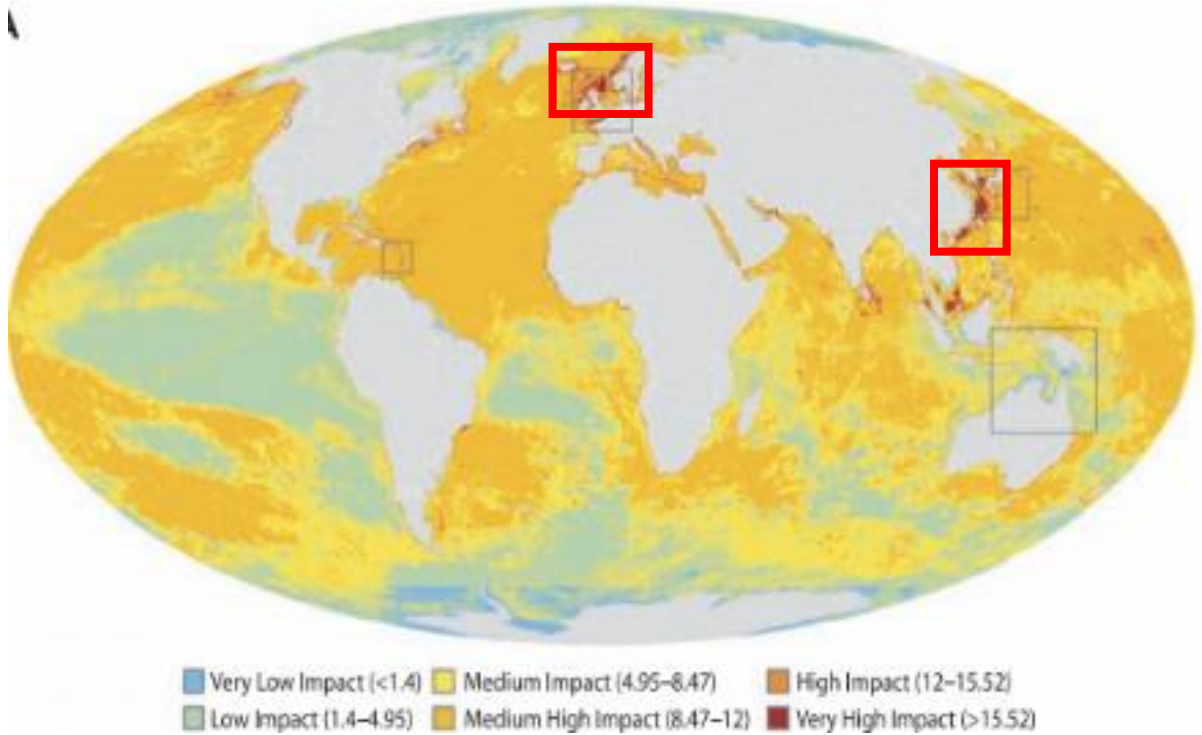 A
Very Low Impact (<1.4) Medium Impact (4.95–8.47) High Impact (12–15.52)
Low Impact (1.4–4.95) Medium High Impact (8.47–12) Very High Impact (>15.52)